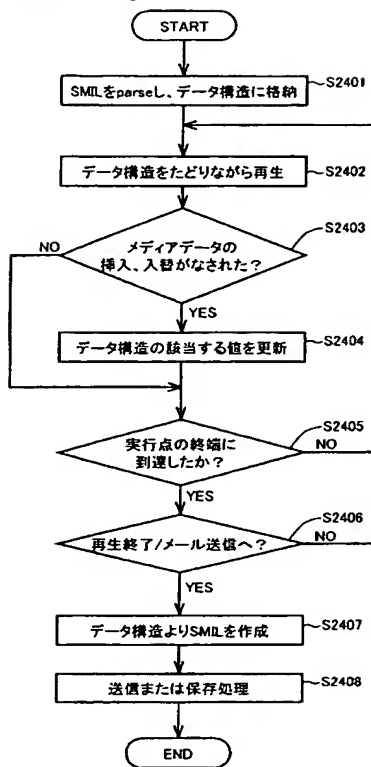 START
S2401
SMILをparseし、データ構造に格納
データ構造をたどりながら再生
S2402
S2403
NO
メディアデータの
挿入、入替がなされた？
YES
データ構造の該当する値を更新
S2404
S2405
実行点の終端に
到達したか？
NO
YES
S2406
再生終了/メール送信へ？
NO
YES
データ構造よりSMILを作成
S2407
送信または保存処理
S2408
END